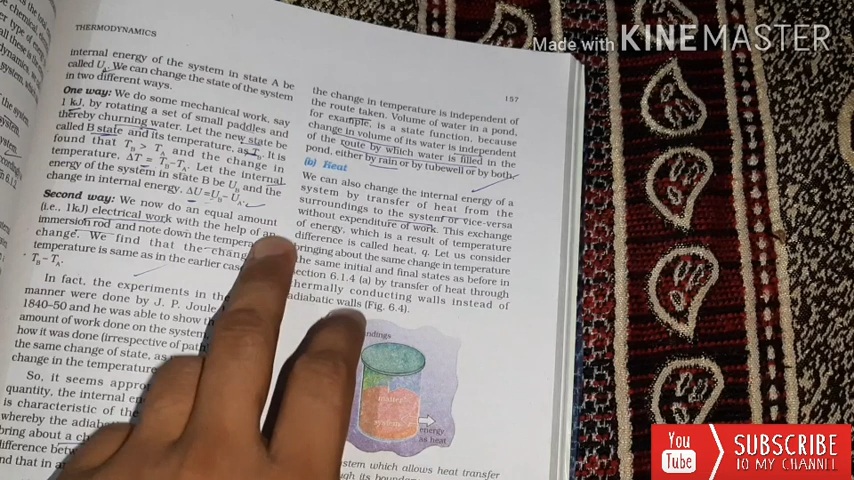 THERMODYNAMICS
157
internal energy of the system in state A be
called U_A. We can change the state of the system
in two different ways.
One way: We do some mechanical work, say
1 kJ, by rotating a set of small paddles and
thereby churning water. Let the new state be
called B state and its temperature, as T_B. It is
found that T_B > T_A and the change in
temperature, ΔT = T_B–T_A. Let the internal
energy of the system in state B be U_B and the
change in internal energy, ΔU = U_B – U_A.
Second way: We now do an equal amount
(i.e., 1kJ) electrical work with the help of an
immersion rod and note down the tempera
change. We find that the change
temperature is same as in the earlier case
T_B – T_A.
In fact, the experiments in the
manner were done by J. P. Joule
1840–50 and he was able to show
amount of work done on the system
how it was done (irrespective of path
the same change of state, as
change in the temperature
So, it seems appro
quantity, the internal en
is characteristic of the
whereby the adiaba
bring about a ch
difference betw
nd that in
the change in temperature is independent of
the route taken. Volume of water in a pond,
for example, is a state function, because
change in volume of its water is independent
of the route by which water is filled in the
pond, either by rain or by tubewell or by both,
(b) Heat
We can also change the internal energy of a
system by transfer of heat from the
surroundings to the system or vice-versa
without expenditure of work. This exchange
of energy, which is a result of temperature
difference is called heat, q. Let us consider
bringing about the same change in temperature
the same initial and final states as before in
section 6.1.4 (a) by transfer of heat through
thermally conducting walls instead of
adiabatic walls (Fig. 6.4).
ndings
matter
system
energy
as heat
stem which allows heat transfer
ugh its bounda
Made with KINEMASTER
You
Tube
SUBSCRIBE
TO MY CHANNEL